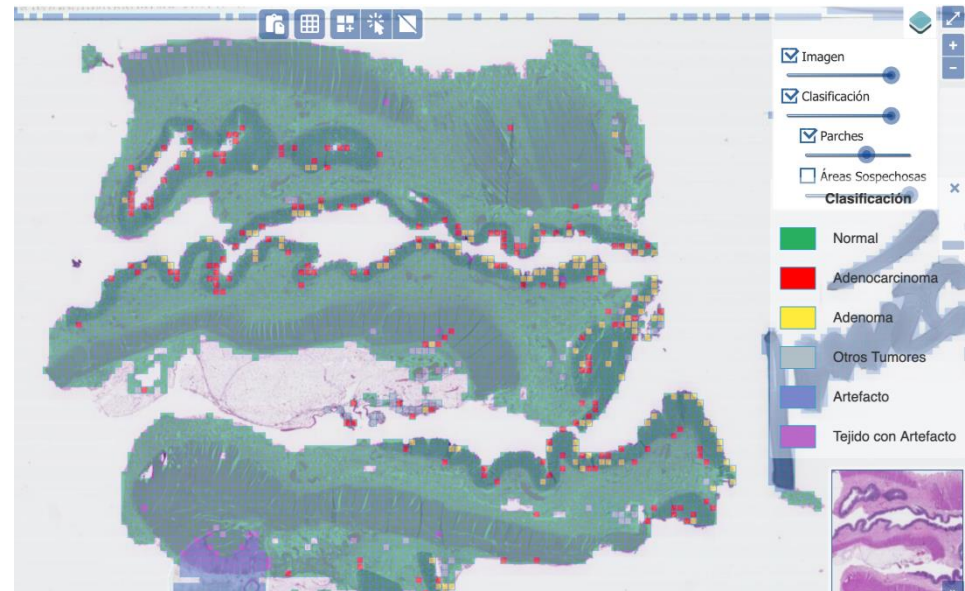 Imagen
Clasificación
Parches
Áreas Sospechosas
Clasificación
Normal
Adenocarcinoma
Adenoma
Otros Tumores
Artefacto
Tejido con Artefacto